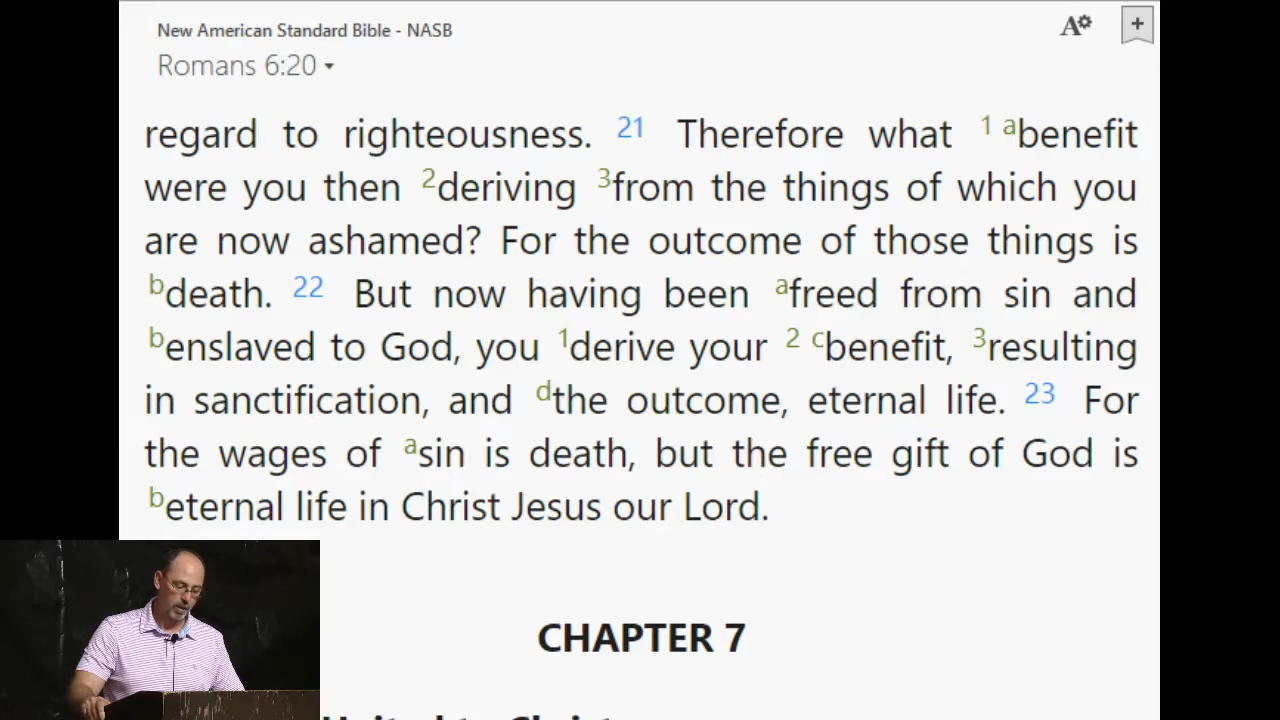 New American Standard Bible - NASB
Romans 6:20
A
+
regard to righteousness. 21 Therefore what 1 a benefit
were you then 2deriving 3from the things of which you
are now ashamed? For the outcome of those things is
bdeath. 22 But now having been afreed from sin and
benslaved to God, you 1derive your 2 cbenefit, 3resulting
in sanctification, and dthe outcome, eternal life. 23 For
the wages of asin is death, but the free gift of God is
beternal life in Christ Jesus our Lord.
CHAPTER 7
United to Christ